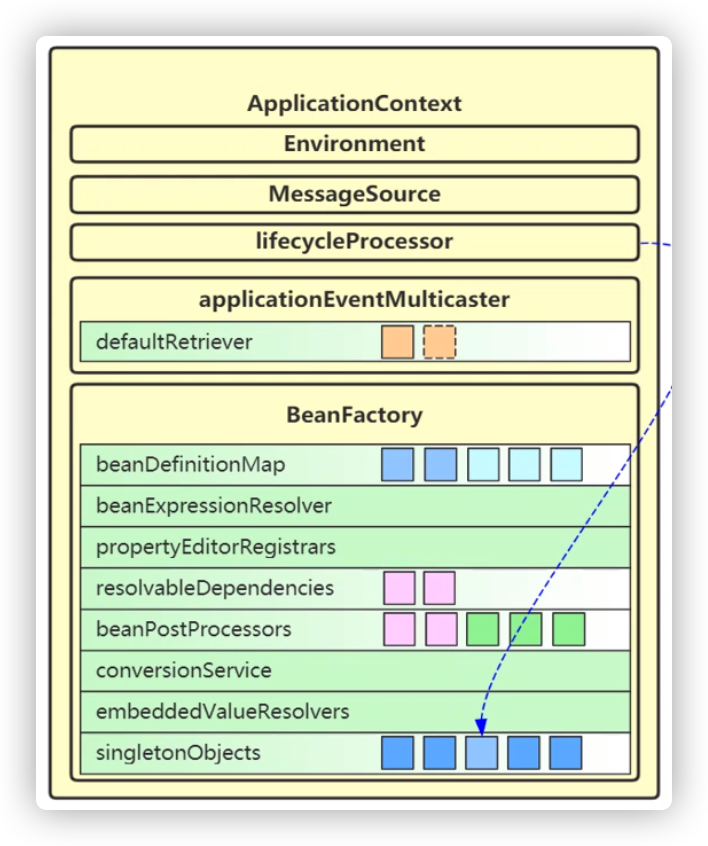 ApplicationContext
Environment
MessageSource
lifecycleProcessor
applicationEventMulticaster
defaultRetriever
BeanFactory
beanDefinitionMap
beanExpressionResolver
propertyEditorRegistrars
resolvableDependencies
beanPostProcessors
conversionService
embeddedValueResolvers
singletonObjects